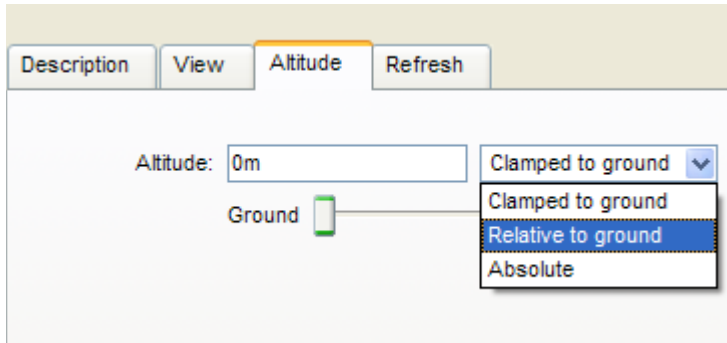 Description View Altitude Refresh
Altitude: 0m Clamped to ground
Clamped to ground
Ground
Relative to ground
Absolute